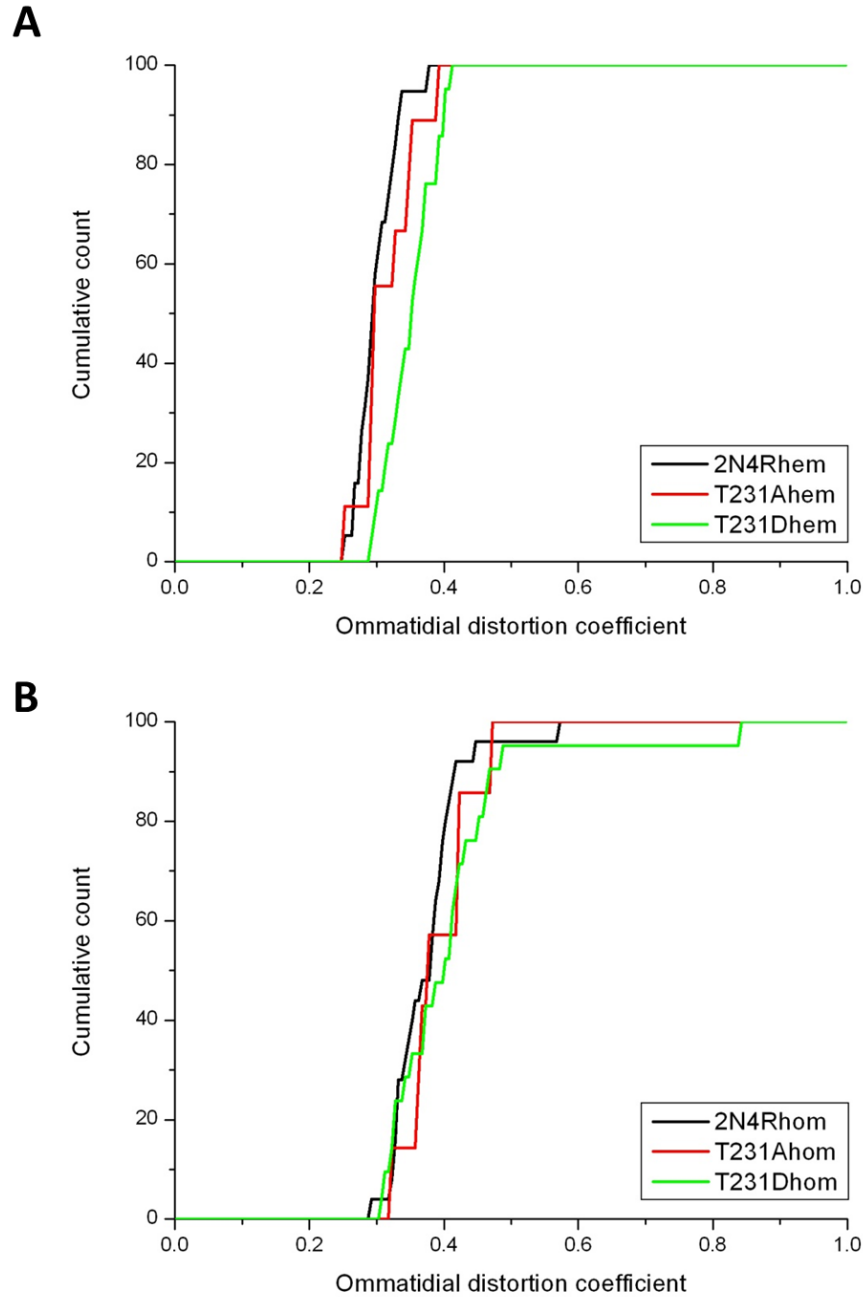 A
100
80
60
40
20
0
Cumulative count
0.0 0.2 0.4 0.6 0.8 1.0
Ommatidial distortion coefficient
2N4Rhem
T231Ahem
T231Dhem
B
100
80
60
40
20
0
Cumulative count
0.0 0.2 0.4 0.6 0.8 1.0
Ommatidial distortion coefficient
2N4Rhom
T231Ahom
T231Dhom